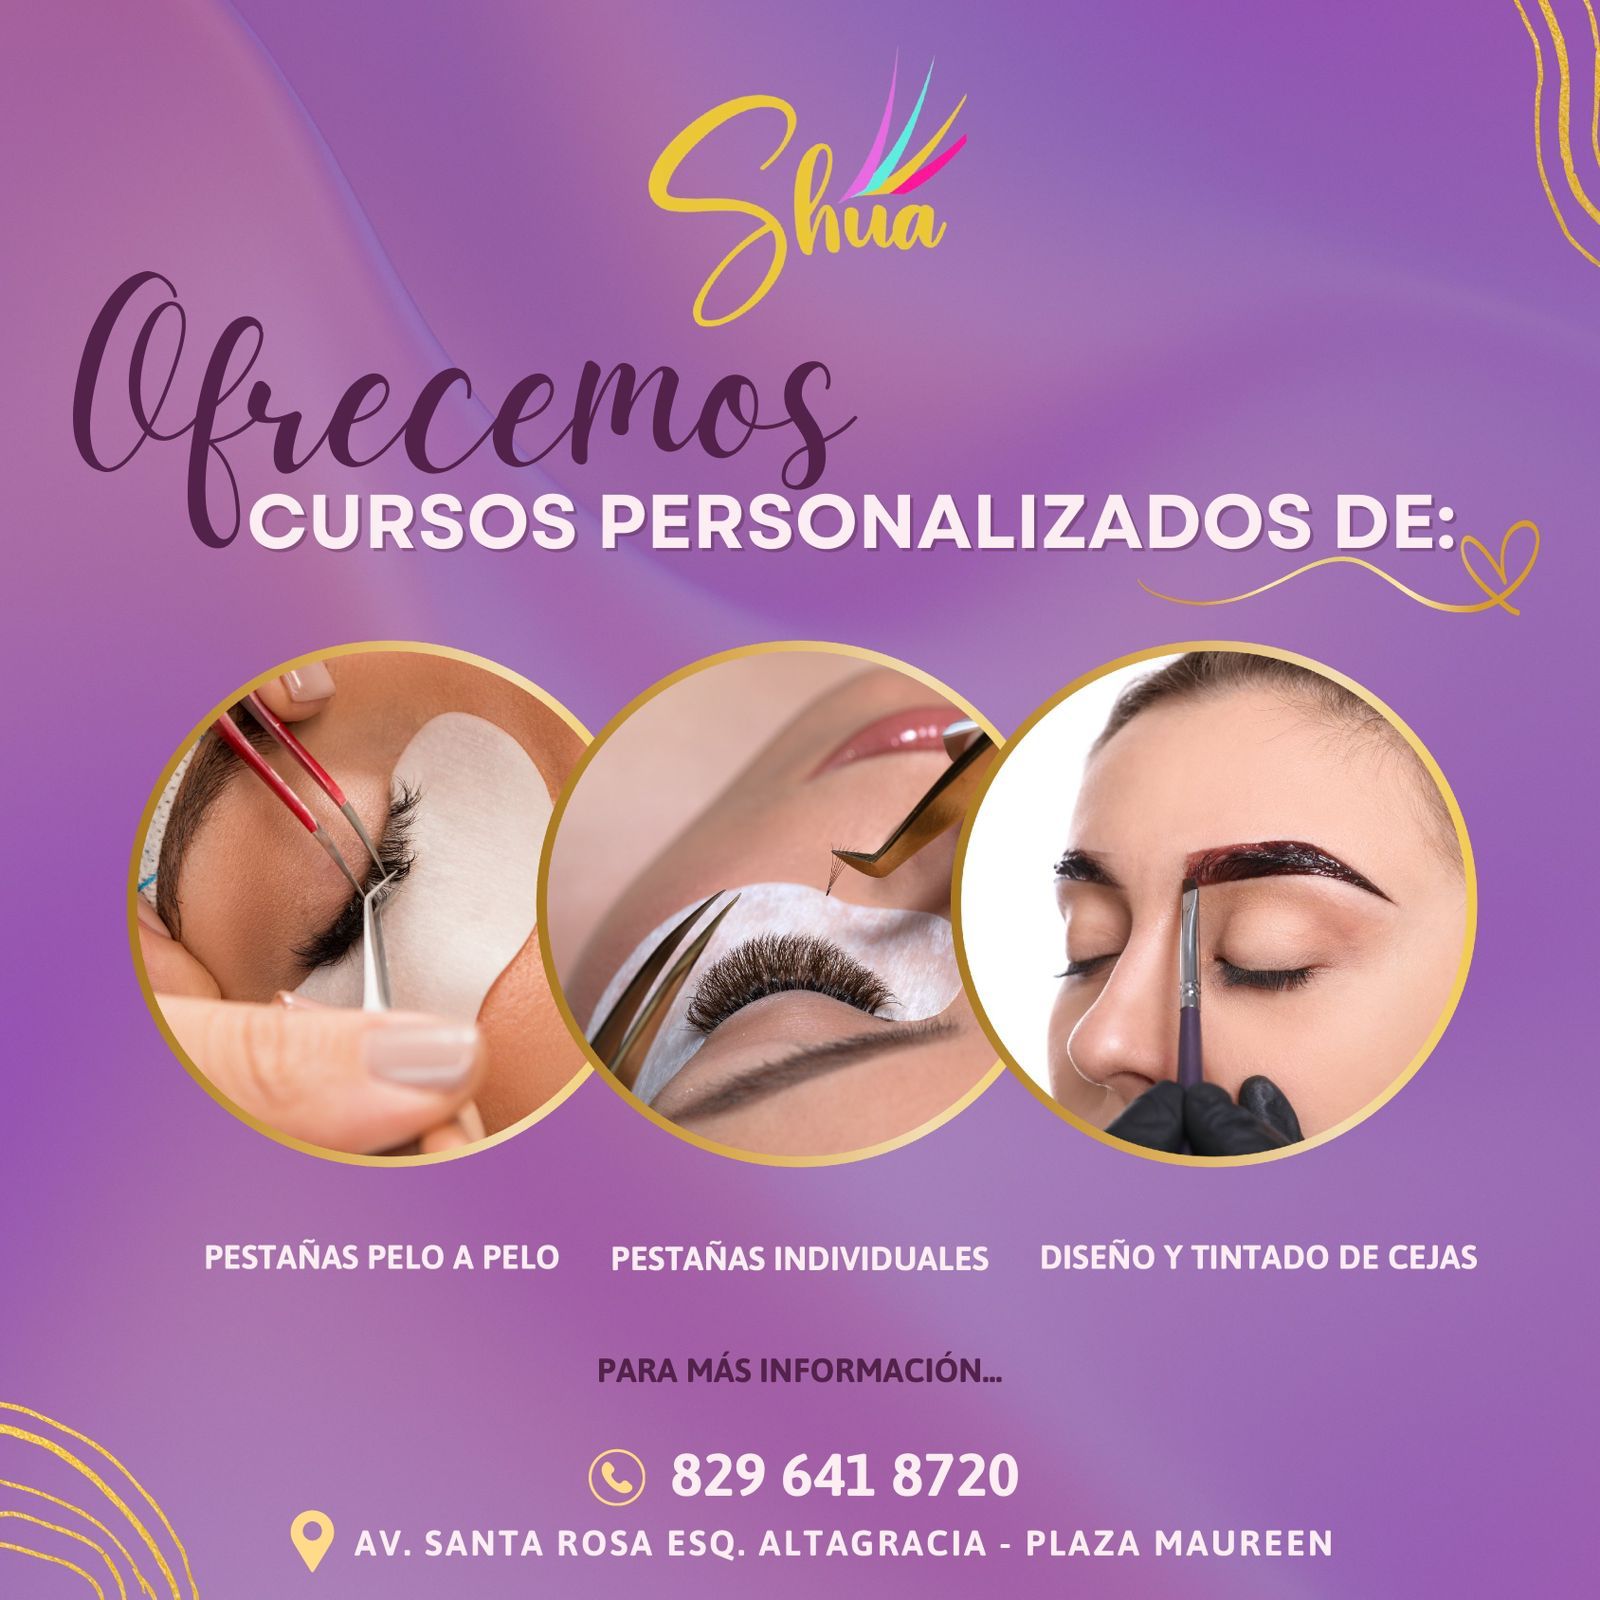 Shua
Ofrecemos
CURSOS PERSONALIZADOS DE:
PESTAÑAS PELO A PELO
PESTAÑAS INDIVIDUALES
DISEÑO Y TINTADO DE CEJAS
PARA MÁS INFORMACIÓN...
829 641 8720
AV. SANTA ROSA ESQ. ALTAGRACIA - PLAZA MAUREEN